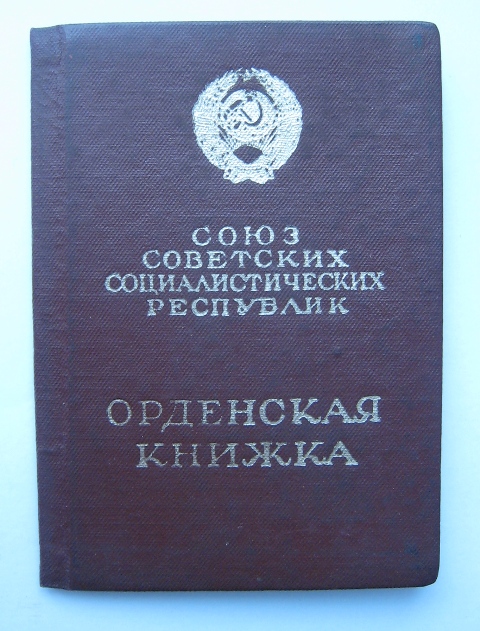 СОЮЗ
СОВЕТСКИХ
СОЦИАЛИСТИЧЕСКИХ
РЕСПУБЛИК
ОРДЕНСКАЯ
КНИЖКА